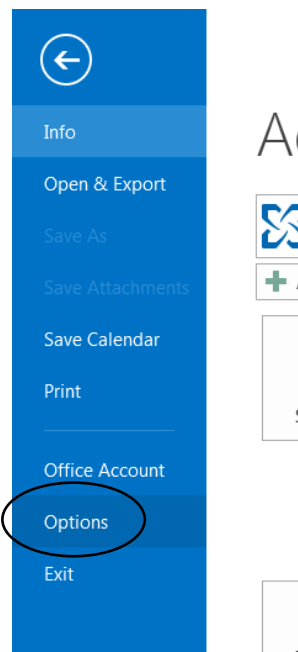 Info
Open & Export
Save As
Save Attachments
Save Calendar
Print
Office Account
Options
Exit